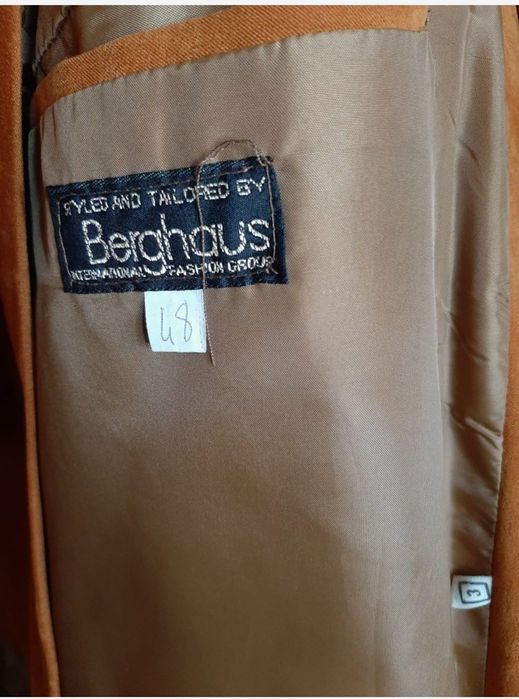 STYLED AND TAILORED BY
Berghaus
INTERNATIONAL FASHION GROUP
48
3